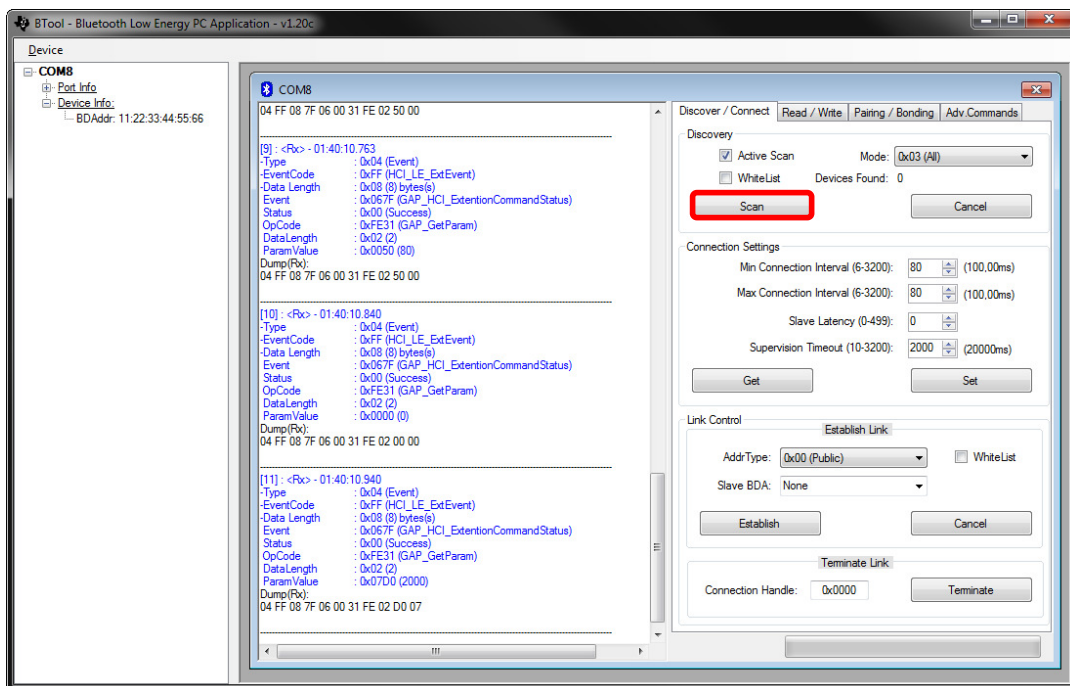 BTool - Bluetooth Low Energy PC Application - v1.20c
Device
COM8
Port Info
Device Info:
BDAddr: 11:22:33:44:55:66
COM8
04 FF 08 7F 06 00 31 FE 02 50 00
[9] : <Rx> - 01:40:10.763
-Type : 0x04 (Event)
-EventCode : 0xFF (HCI_LE_ExtEvent)
-Data Length : 0x08 (8) bytes(s)
Event : 0x067F (GAP_HCI_ExtentionCommandStatus)
Status : 0x00 (Success)
OpCode : 0xFE31 (GAP_GetParam)
DataLength : 0x02 (2)
ParamValue : 0x0050 (80)
Dump(Rx):
04 FF 08 7F 06 00 31 FE 02 50 00
[10] : <Rx> - 01:40:10.840
-Type : 0x04 (Event)
-EventCode : 0xFF (HCI_LE_ExtEvent)
-Data Length : 0x08 (8) bytes(s)
Event : 0x067F (GAP_HCI_ExtentionCommandStatus)
Status : 0x00 (Success)
OpCode : 0xFE31 (GAP_GetParam)
DataLength : 0x02 (2)
ParamValue : 0x0000 (0)
Dump(Rx):
04 FF 08 7F 06 00 31 FE 02 00 00
[11] : <Rx> - 01:40:10.940
-Type : 0x04 (Event)
-EventCode : 0xFF (HCI_LE_ExtEvent)
-Data Length : 0x08 (8) bytes(s)
Event : 0x067F (GAP_HCI_ExtentionCommandStatus)
Status : 0x00 (Success)
OpCode : 0xFE31 (GAP_GetParam)
DataLength : 0x02 (2)
ParamValue : 0x07D0 (2000)
Dump(Rx):
04 FF 08 7F 06 00 31 FE 02 D0 07
Discover / Connect Read / Write Pairing / Bonding Adv.Commands
Discovery
Active Scan Mode: 0x03 (All)
WhiteList Devices Found: 0
Scan Cancel
Connection Settings
Min Connection Interval (6-3200): 80 (100,00ms)
Max Connection Interval (6-3200): 80 (100,00ms)
Slave Latency (0-499): 0
Supervision Timeout (10-3200): 2000 (20000ms)
Get Set
Link Control
Establish Link
AddrType: 0x00 (Public) WhiteList
Slave BDA: None
Establish Cancel
Terminate Link
Connection Handle: 0x0000 Terminate